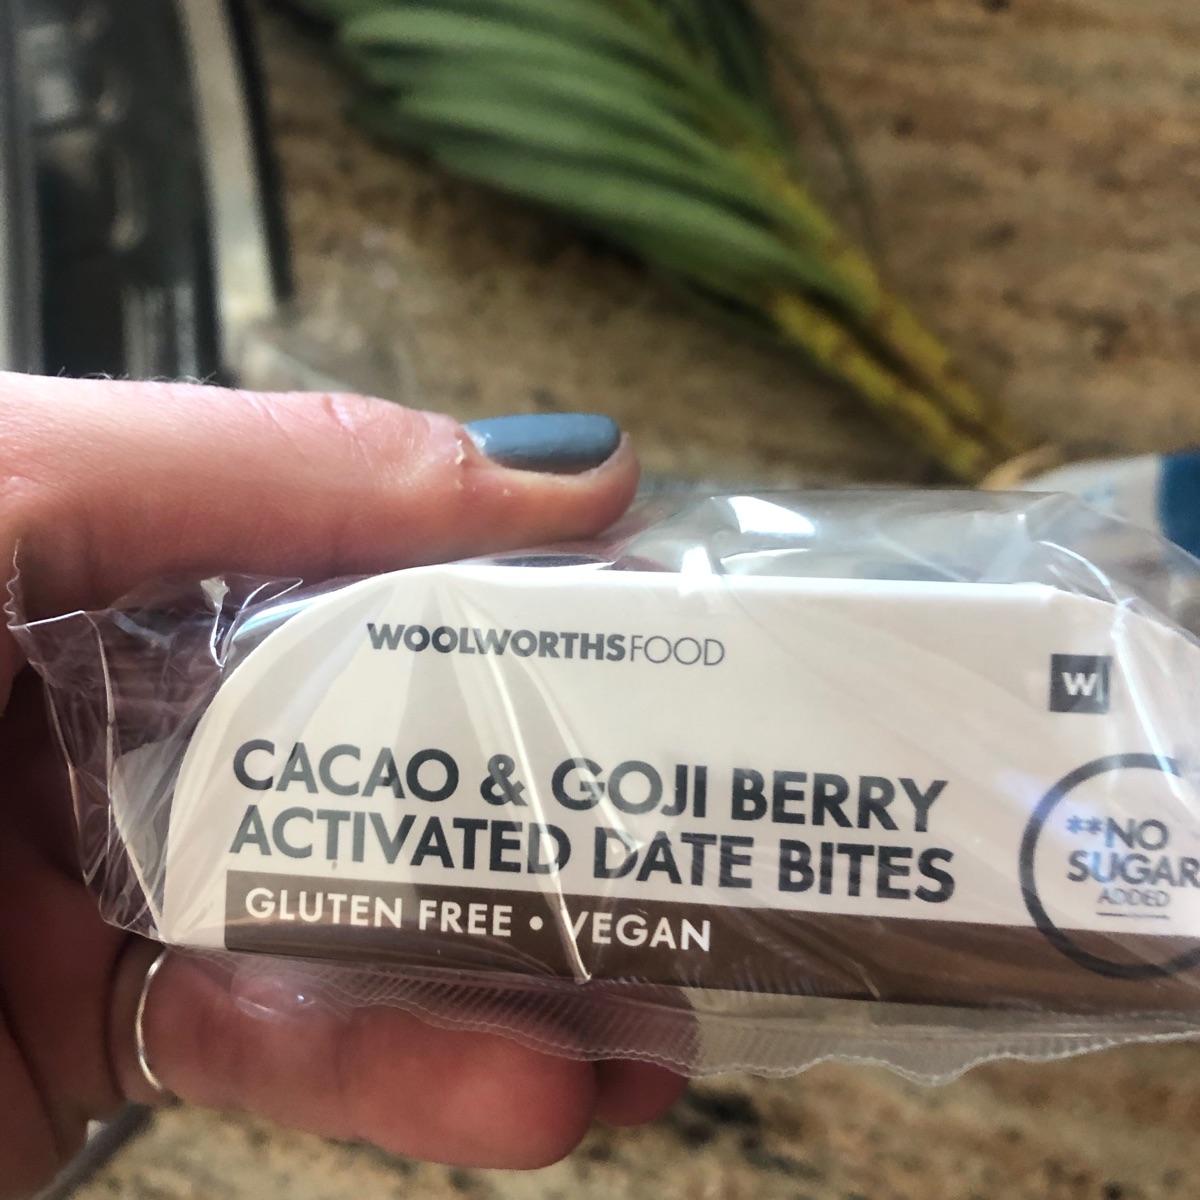 WOOLWORTHSFOOD
W
CACAO & GOJI BERRY
ACTIVATED DATE BITES
GLUTEN FREE • VEGAN
**NO
SUGAR
ADDED